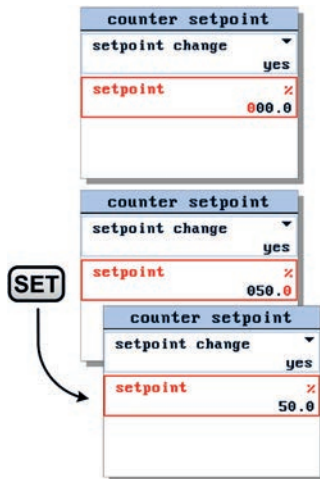 counter setpoint
setpoint change
yes
setpoint %
000.0
counter setpoint
setpoint change
yes
setpoint %
050.0
SET
counter setpoint
setpoint change
yes
setpoint %
50.0